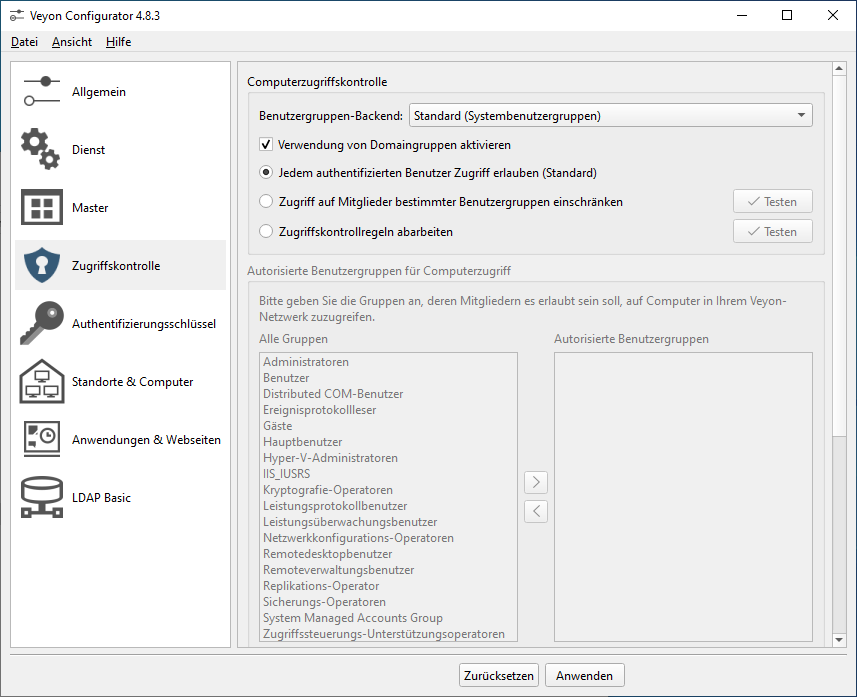 Veyon Configurator 4.8.3
Datei Ansicht Hilfe
Allgemein
Dienst
Master
Zugriffskontrolle
Authentifizierungsschlüssel
Standorte & Computer
Anwendungen & Webseiten
LDAP Basic
Computerzugriffskontrolle
Benutzergruppen-Backend: Standard (Systembenutzergruppen)
Verwendung von Domaingruppen aktivieren
Jedem authentifizierten Benutzer Zugriff erlauben (Standard)
Zugriff auf Mitglieder bestimmter Benutzergruppen einschränken Testen
Zugriffskontrollregeln abarbeiten Testen
Autorisierte Benutzergruppen für Computerzugriff
Bitte geben Sie die Gruppen an, deren Mitgliedern es erlaubt sein soll, auf Computer in Ihrem Veyon-
Netzwerk zuzugreifen.
Alle Gruppen
Administratoren
Benutzer
Distributed COM-Benutzer
Ereignisprotokollleser
Gäste
Hauptbenutzer
Hyper-V-Administratoren
IIS_IUSRS
Kryptografie-Operatoren
Leistungsprotokollbenutzer
Leistungsüberwachungsbenutzer
Netzwerkkonfigurations-Operatoren
Remotedesktopbenutzer
Remoteverwaltungsbenutzer
Replikations-Operator
Sicherungs-Operatoren
System Managed Accounts Group
Zugriffssteuerungs-Unterstützungsoperatoren
Autorisierte Benutzergruppen
Zurücksetzen Anwenden